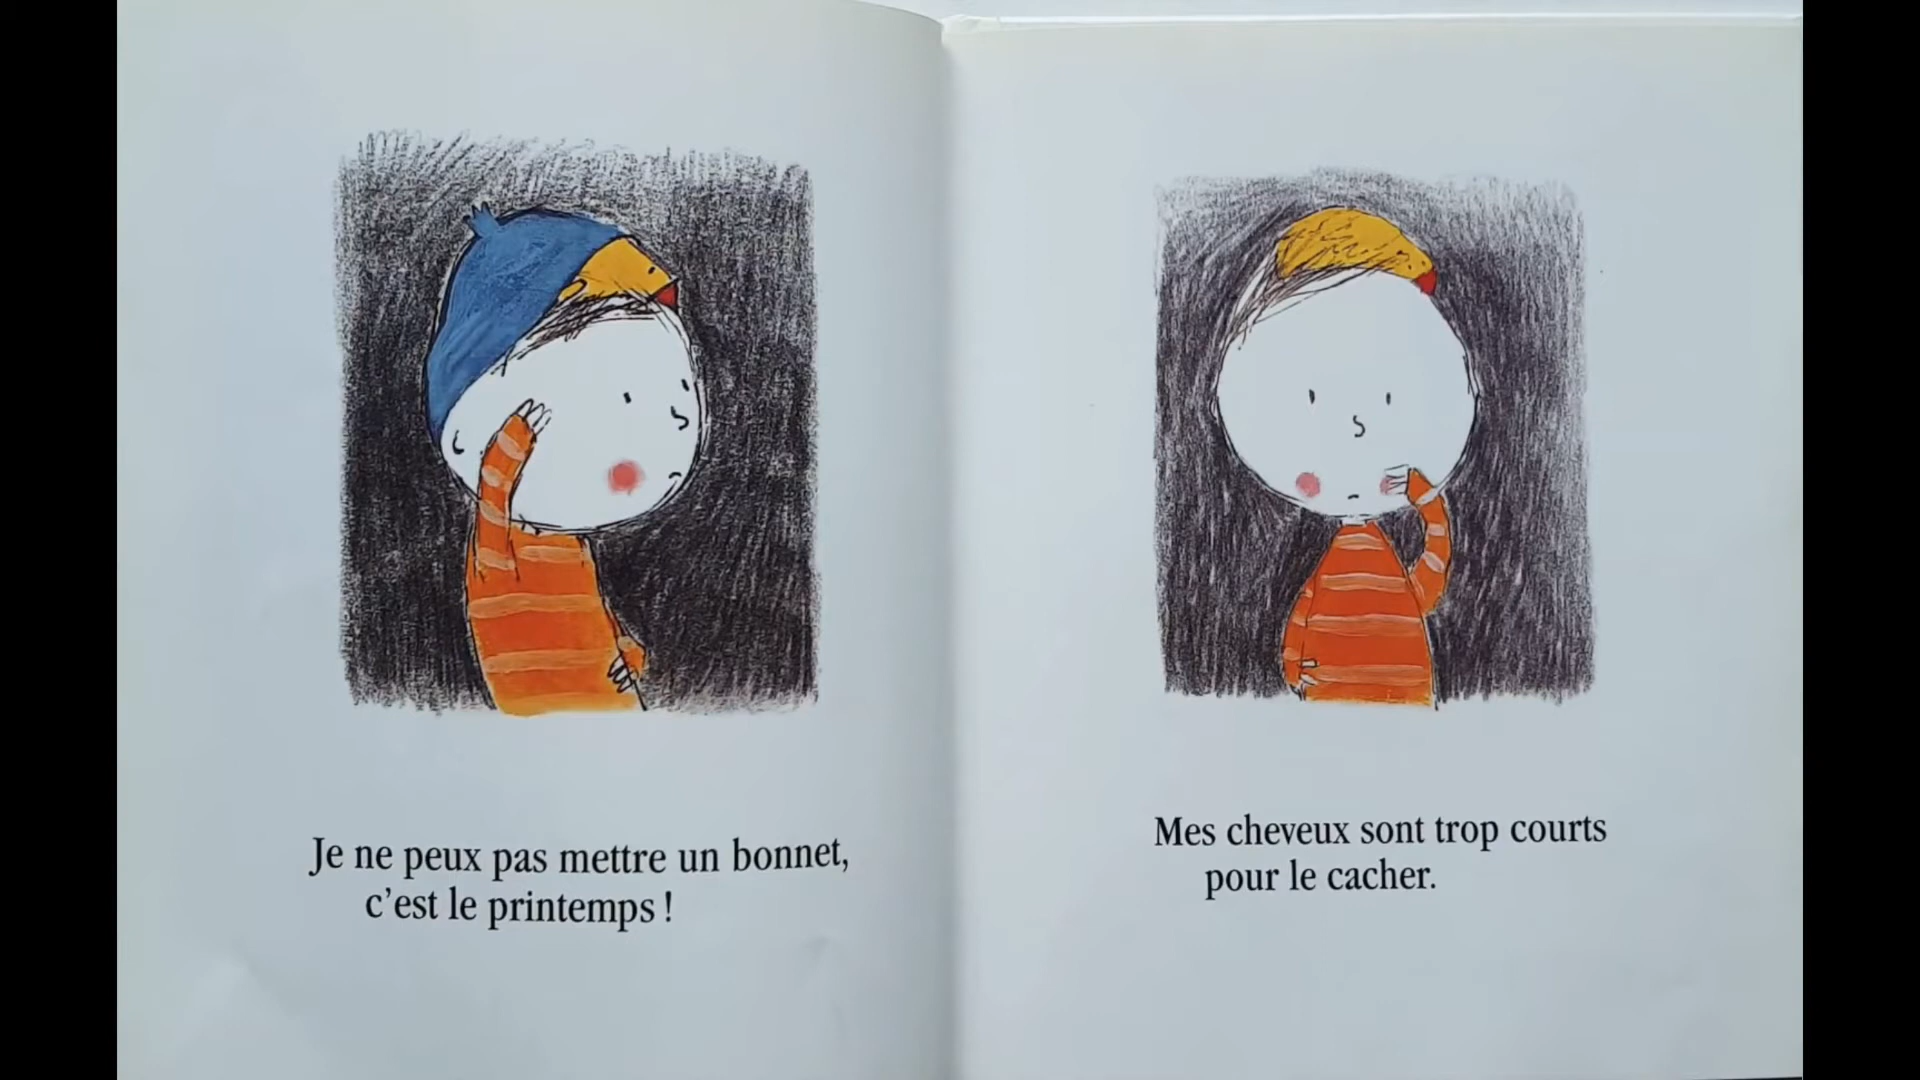 Je ne peux pas mettre un bonnet,
c’est le printemps !
Mes cheveux sont trop courts
pour le cacher.